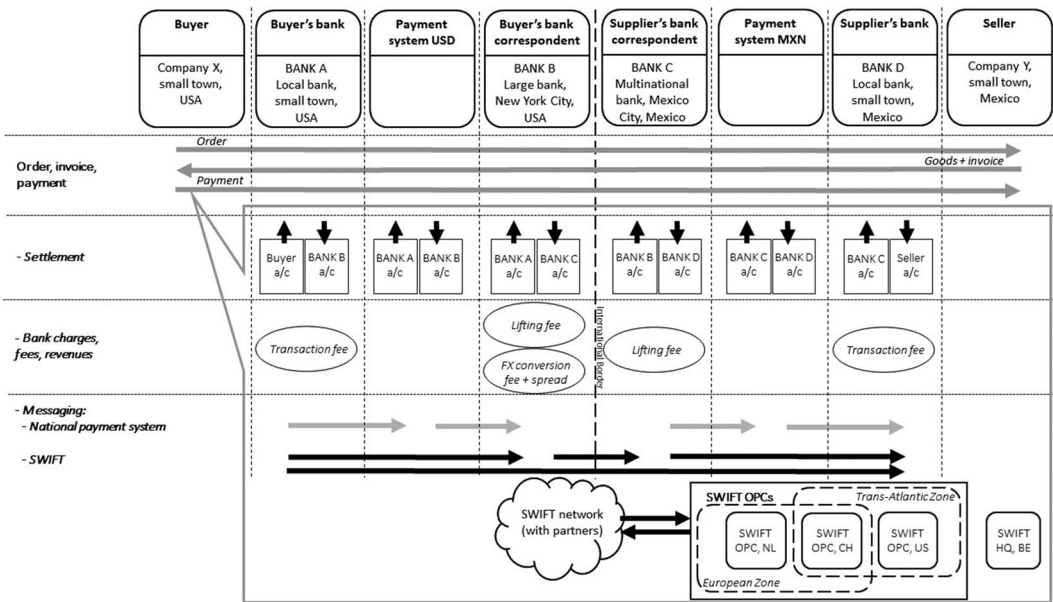 Buyer
Company X,
small town,
USA
Buyer's bank
BANK A
Local bank,
small town,
USA
Payment
system USD
Buyer's bank
correspondent
BANK B
Large bank,
New York City,
USA
Supplier's bank
correspondent
BANK C
Multinational
bank, Mexico
City, Mexico
Payment
system MXN
Supplier's bank
BANK D
Local bank,
small town,
Mexico
Seller
Company Y,
small town,
Mexico
Order, invoice,
payment
Order
Goods + invoice
Payment
- Settlement
Buyer
a/c
BANK B
a/c
BANK A
a/c
BANK B
a/c
BANK A
a/c
BANK C
a/c
BANK B
a/c
BANK D
a/c
BANK C
a/c
BANK D
a/c
BANK C
a/c
Seller
a/c
- Bank charges,
fees, revenues
Transaction fee
Lifting fee
FX conversion
fee + spread
International Border
Lifting fee
Transaction fee
- Messaging:
- National payment system
- SWIFT
SWIFT network
(with partners)
SWIFT OPCs
Trans-Atlantic Zone
SWIFT
OPC, NL
SWIFT
OPC, CH
SWIFT
OPC, US
European Zone
SWIFT
HQ, BE